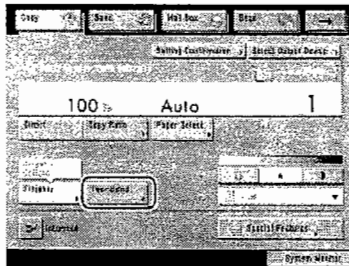 Copy Send Mail Box Scan
Setting Confirmation Select Output Device
100 % Auto 1
Direct Copy Ratio Paper Select
Finisher Two-Sided
Interrupt Special Features
System Monitor